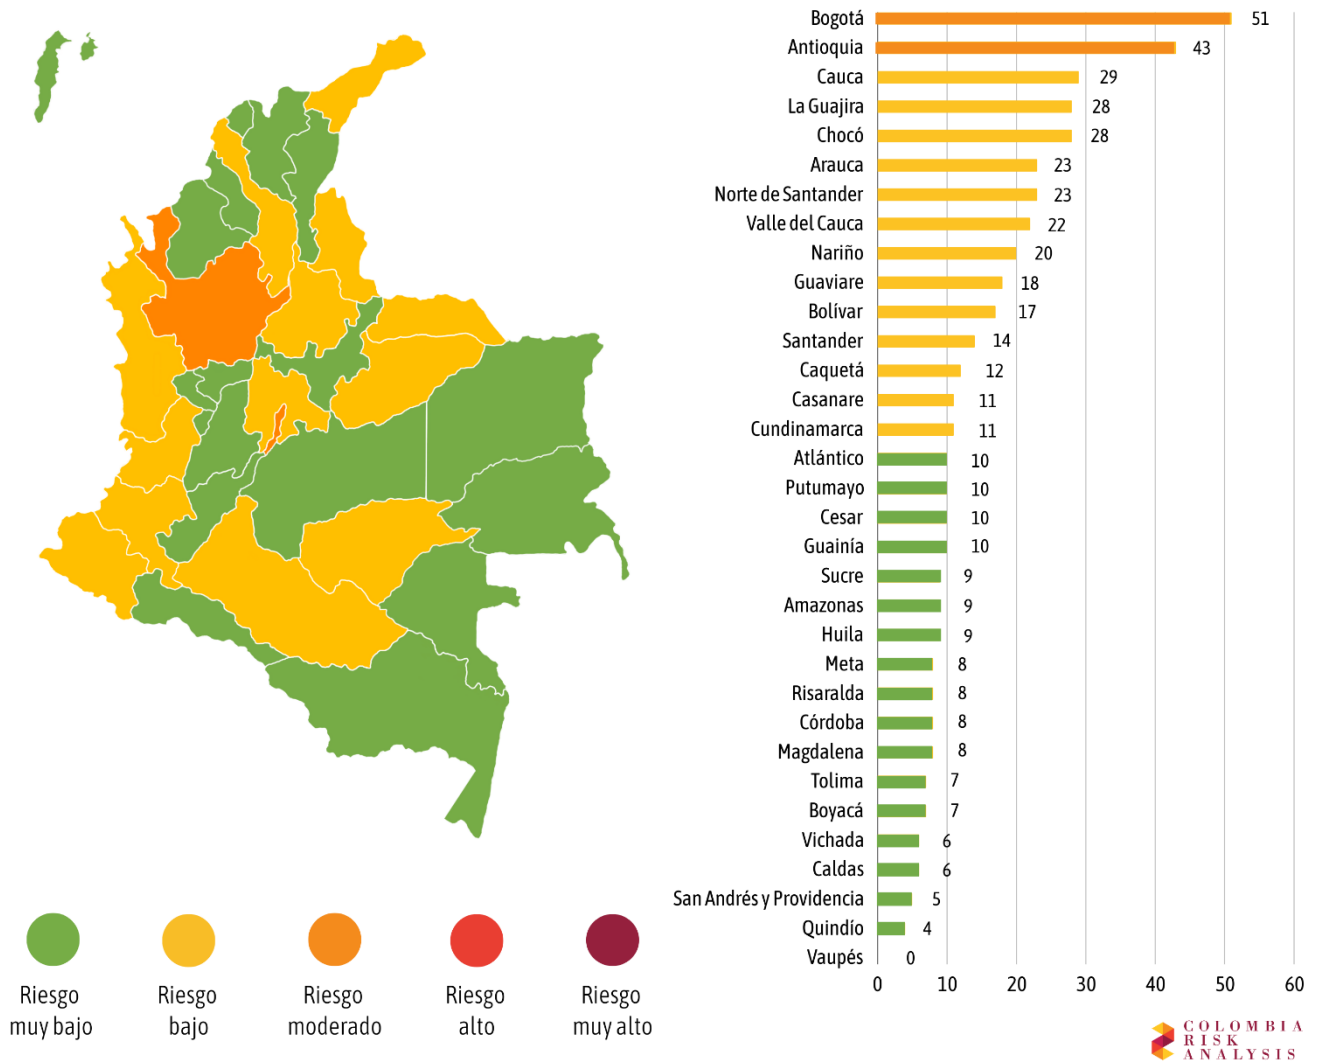 Bogotá 51
Antioquia 43
Cauca 29
La Guajira 28
Chocó 28
Arauca 23
Norte de Santander 23
Valle del Cauca 22
Nariño 20
Guaviare 18
Bolívar 17
Santander 14
Caquetá 12
Casanare 11
Cundinamarca 11
Atlántico 10
Putumayo 10
Cesar 10
Guainía 10
Sucre 9
Amazonas 9
Huila 9
Meta 8
Risaralda 8
Córdoba 8
Magdalena 8
Tolima 7
Boyacá 7
Vichada 6
Caldas 6
San Andrés y Providencia 5
Quindío 4
Vaupés 0
0 10 20 30 40 50 60
Riesgo muy bajo
Riesgo bajo
Riesgo moderado
Riesgo alto
Riesgo muy alto
COLOMBIA
RISK
ANALYSIS